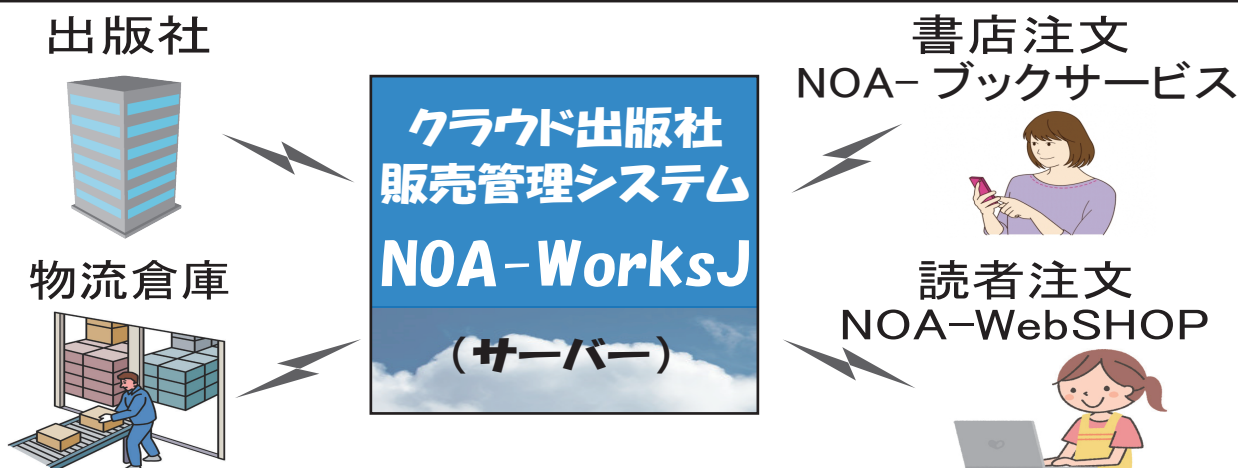 出版社
物流倉庫
クラウド出版社
販売管理システム
NOA-WorksJ
(サーバー)
書店注文
NOA-ブックサービス
読者注文
NOA-WebSHOP